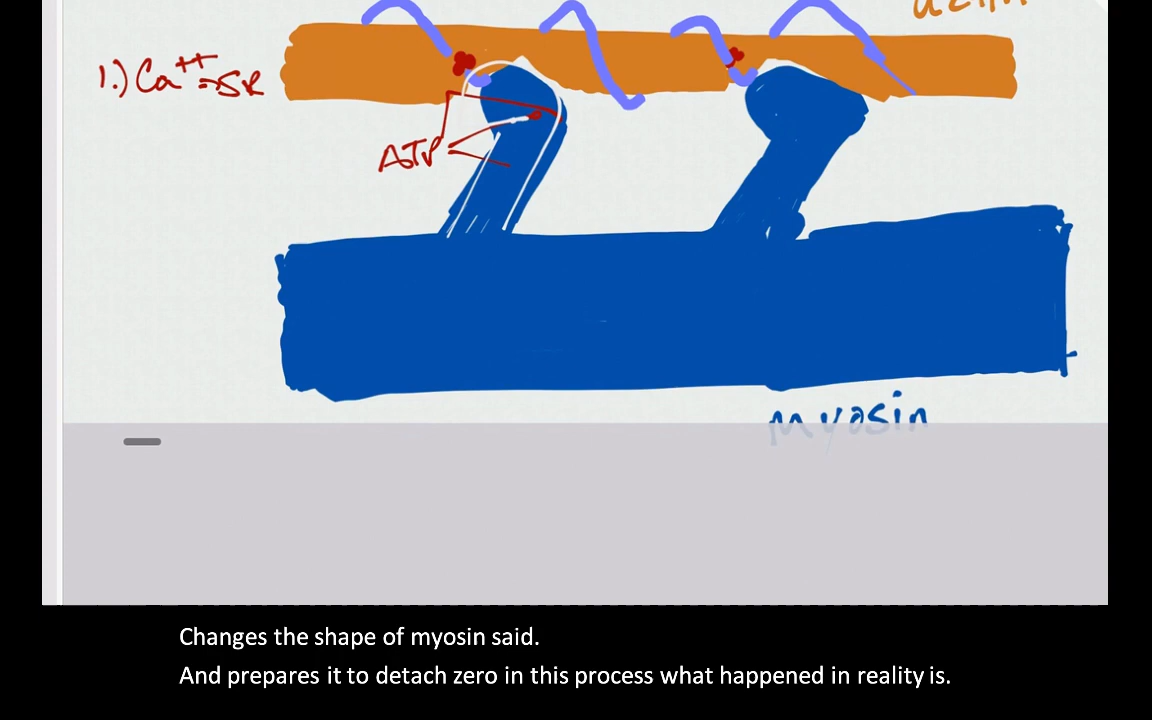 actin
1.) Ca++ → SR
ATP
myosin
Changes the shape of myosin said.
And prepares it to detach zero in this process what happened in reality is.